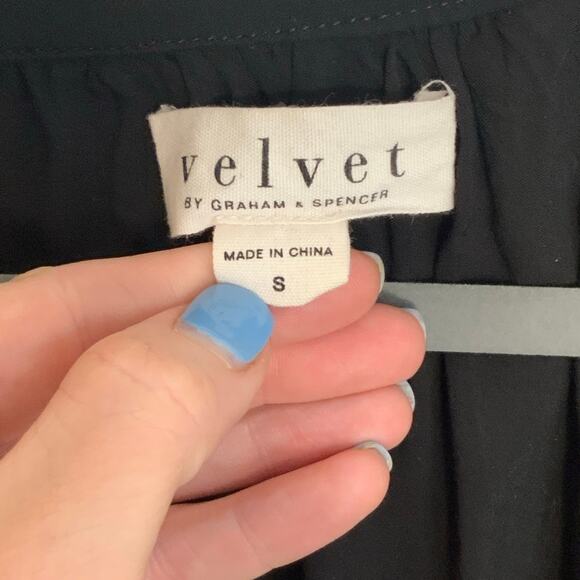 velvet
BY GRAHAM & SPENCER
MADE IN CHINA
S